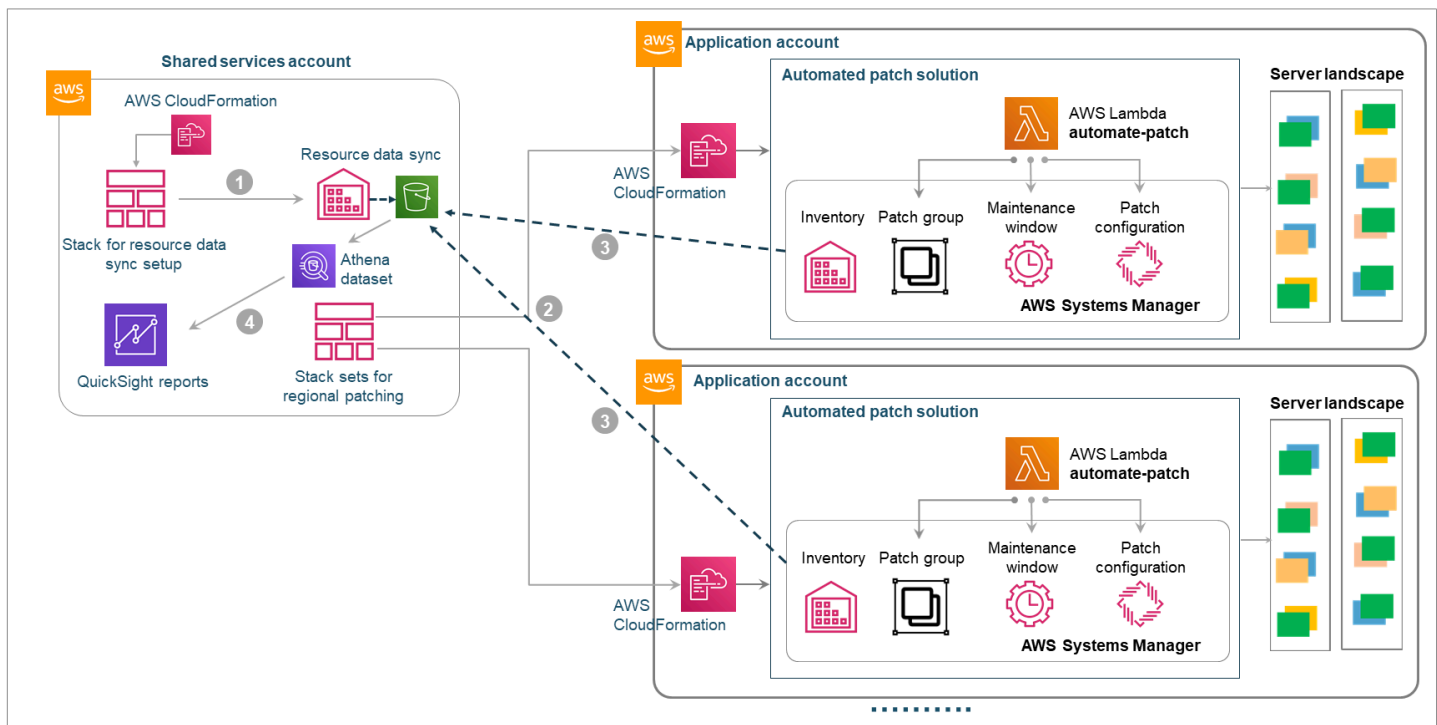 Shared services account
aws
AWS CloudFormation
Resource data sync
1
Stack for resource data
sync setup
Athena
dataset
4
QuickSight reports
Stack sets for
regional patching
2
3
3
aws
Application account
Automated patch solution
Server landscape
AWS Lambda
automate-patch
AWS
CloudFormation
Inventory
Patch group
Maintenance
window
Patch
configuration
AWS Systems Manager
aws
Application account
Automated patch solution
Server landscape
AWS Lambda
automate-patch
AWS
CloudFormation
Inventory
Patch group
Maintenance
window
Patch
configuration
AWS Systems Manager